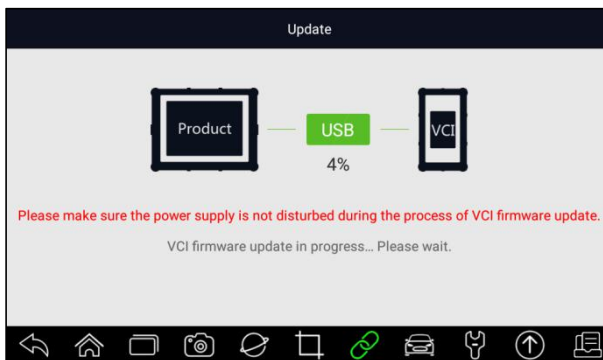 Update
Product
USB
VCI
4%
Please make sure the power supply is not disturbed during the process of VCI firmware update.
VCI firmware update in progress... Please wait.